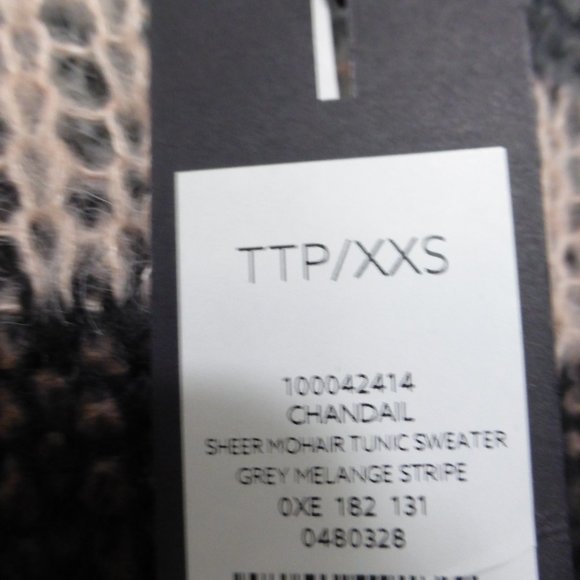 TTP/XXS
100042414
CHANDAIL
SHEER MOHAIR TUNIC SWEATER
GREY MELANGE STRIPE
0XE 182 131
0480328